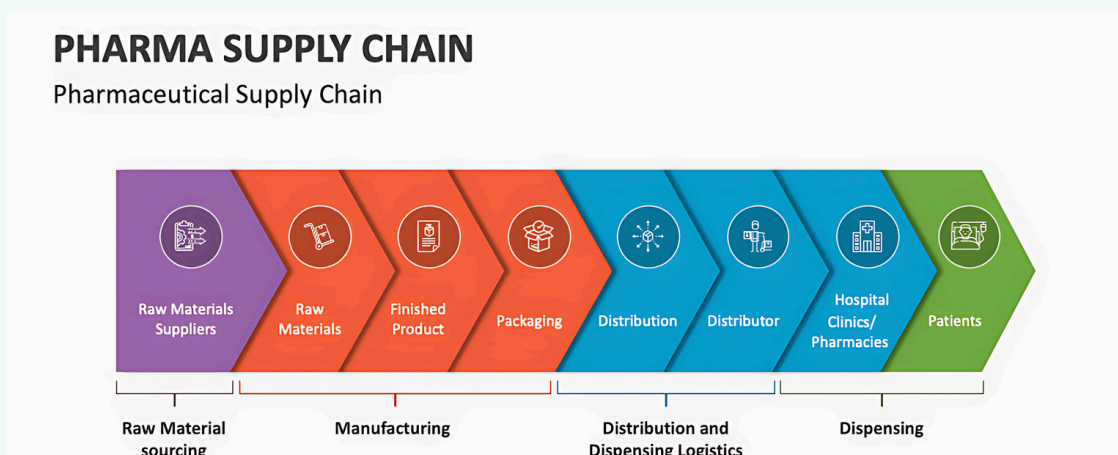 PHARMA SUPPLY CHAIN
Pharmaceutical Supply Chain
Raw Materials
Suppliers
Raw
Materials
Finished
Product
Packaging
Distribution
Distributor
Hospital
Clinics/
Pharmacies
Patients
Raw Material
sourcing
Manufacturing
Distribution and
Dispensing Logistics
Dispensing